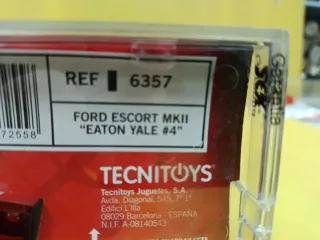 REF 6357
72558
FORD ESCORT MKII
"EATON YALE #4"
TECNITOYS
Tecnitoys Juguetes, S.A.
Avda. Diagonal, 545, 7º 1ª
Edifici L'Illa
08029 Barcelona - ESPAÑA
N.I.F. A-08140543